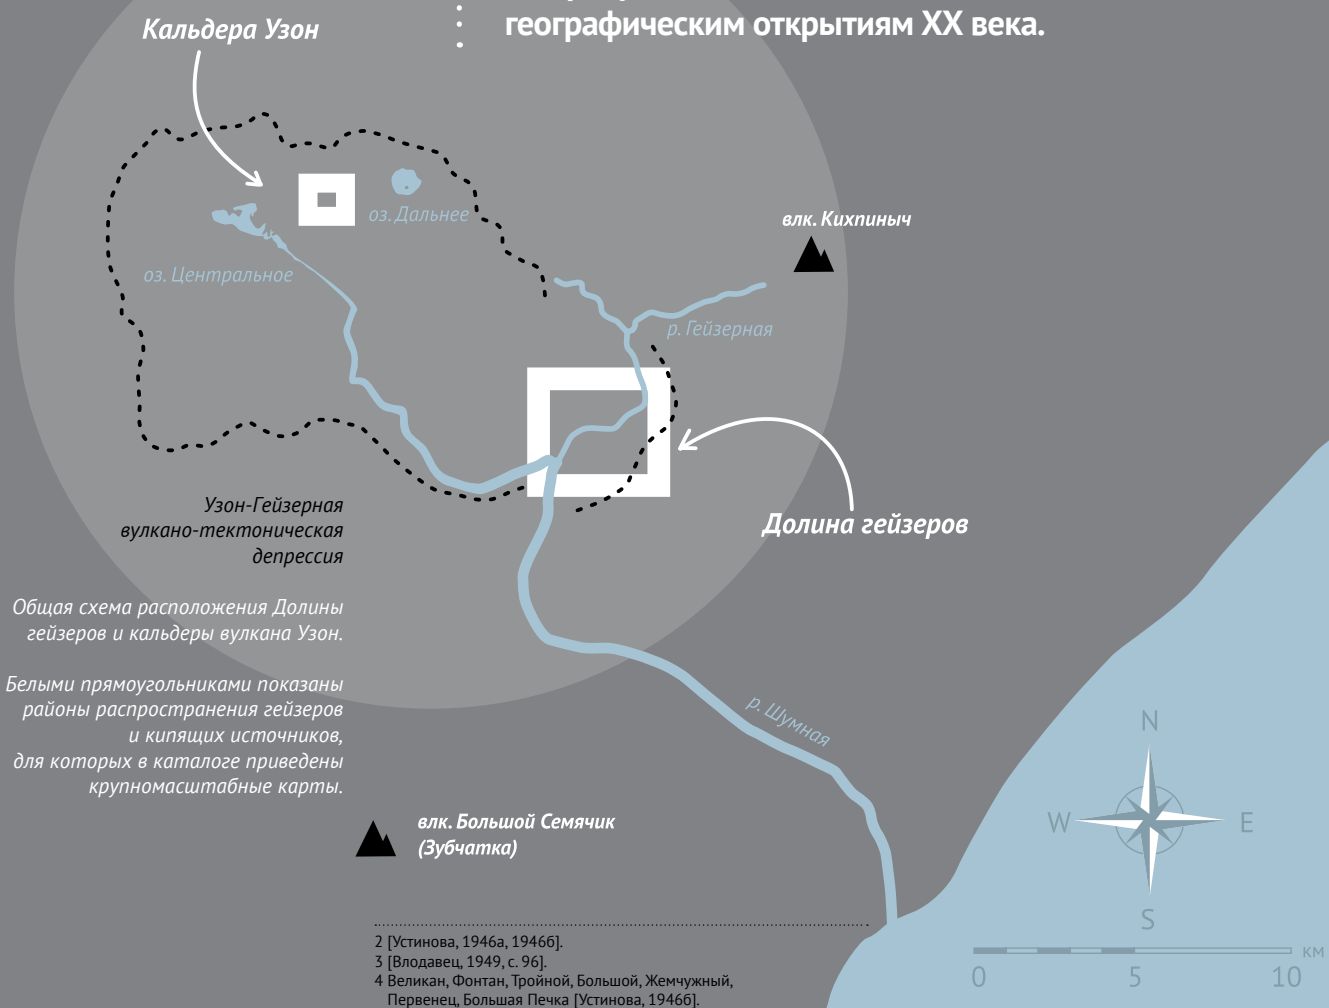 географическим открытиям XX века.
Кальдера Узон
оз. Дальнее
оз. Центральное
влк. Кихпиныч
р. Гейзерная
Долина гейзеров
Узон-Гейзерная
вулкано-тектоническая
депрессия
Общая схема расположения Долины
гейзеров и кальдеры вулкана Узон.
Белыми прямоугольниками показаны
районы распространения гейзеров
и кипящих источников,
для которых в каталоге приведены
крупномасштабные карты.
р. Шумная
влк. Большой Семячик
(Зубчатка)
N
W
E
S
км
0
5
10
2 [Устинова, 1946а, 1946б].
3 [Влодавец, 1949, с. 96].
4 Великан, Фонтан, Тройной, Большой, Жемчужный,
Первенец, Большая Печка [Устинова, 1946б].